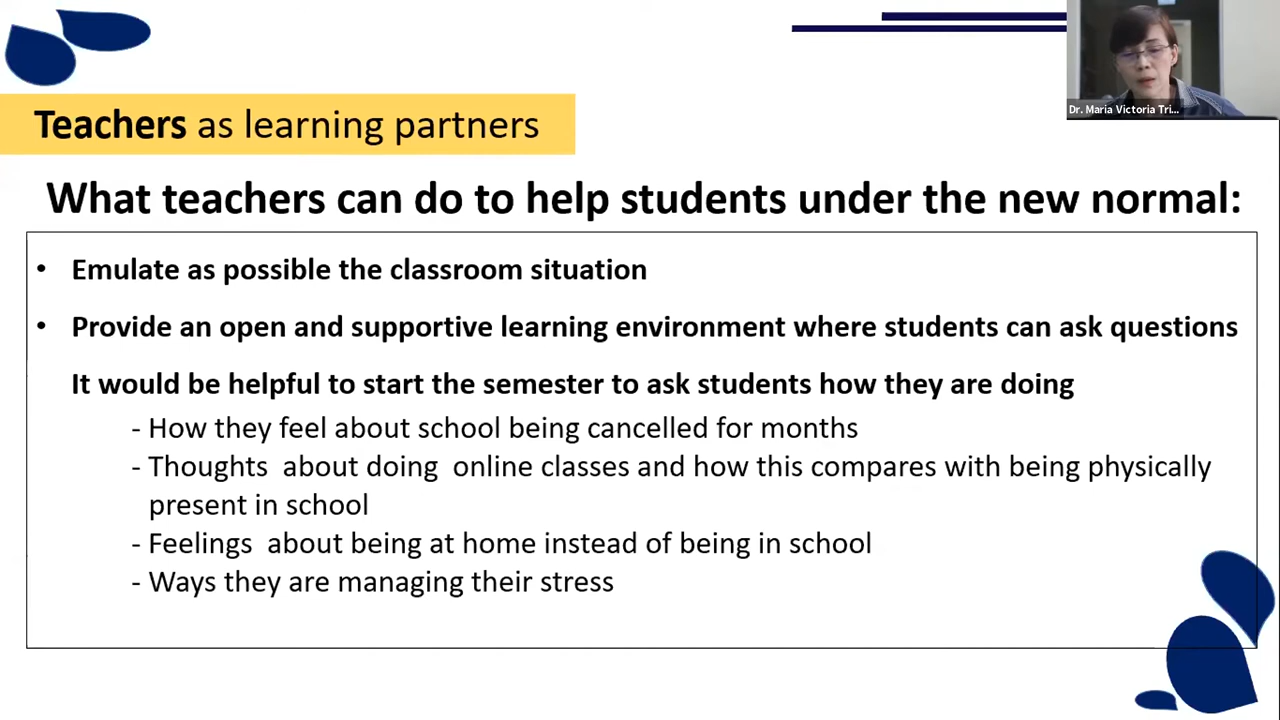 Dr. Maria Victoria Tri...
Teachers as learning partners
What teachers can do to help students under the new normal:
• Emulate as possible the classroom situation
• Provide an open and supportive learning environment where students can ask questions
It would be helpful to start the semester to ask students how they are doing
- How they feel about school being cancelled for months
- Thoughts about doing online classes and how this compares with being physically
present in school
- Feelings about being at home instead of being in school
- Ways they are managing their stress